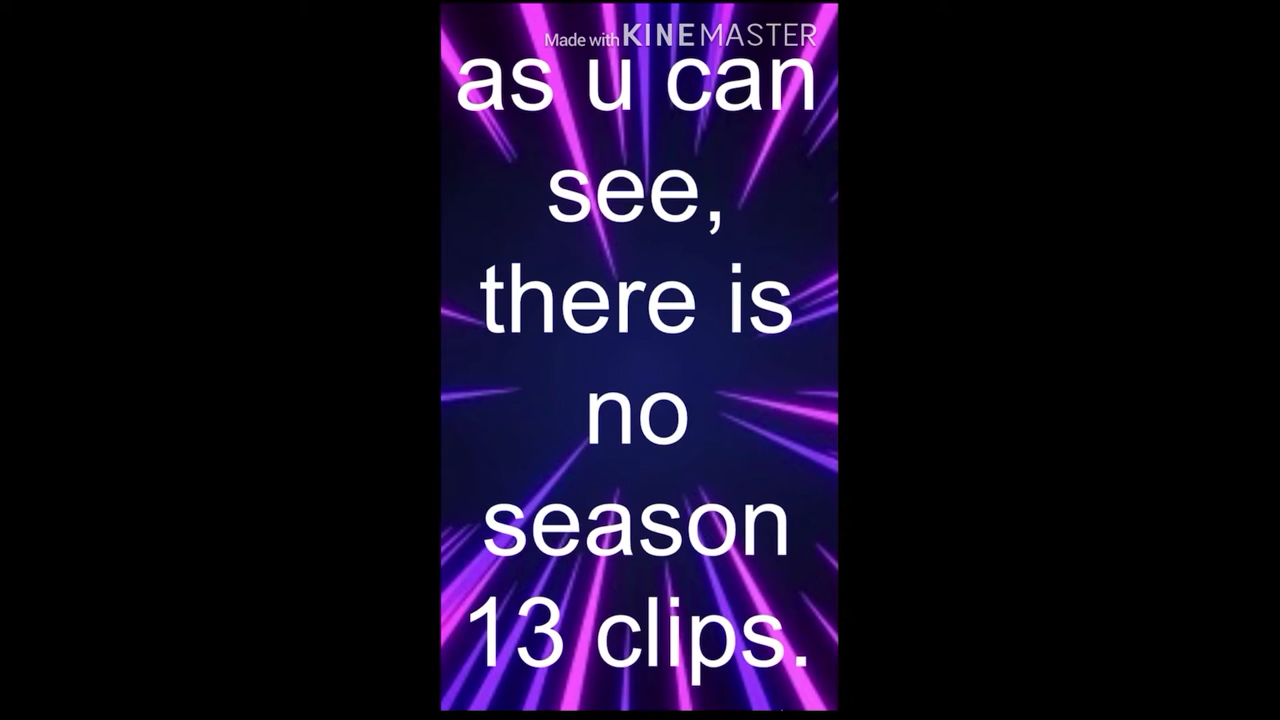 Made with KINEMASTER
as u can
see,
there is
no
season
13 clips.